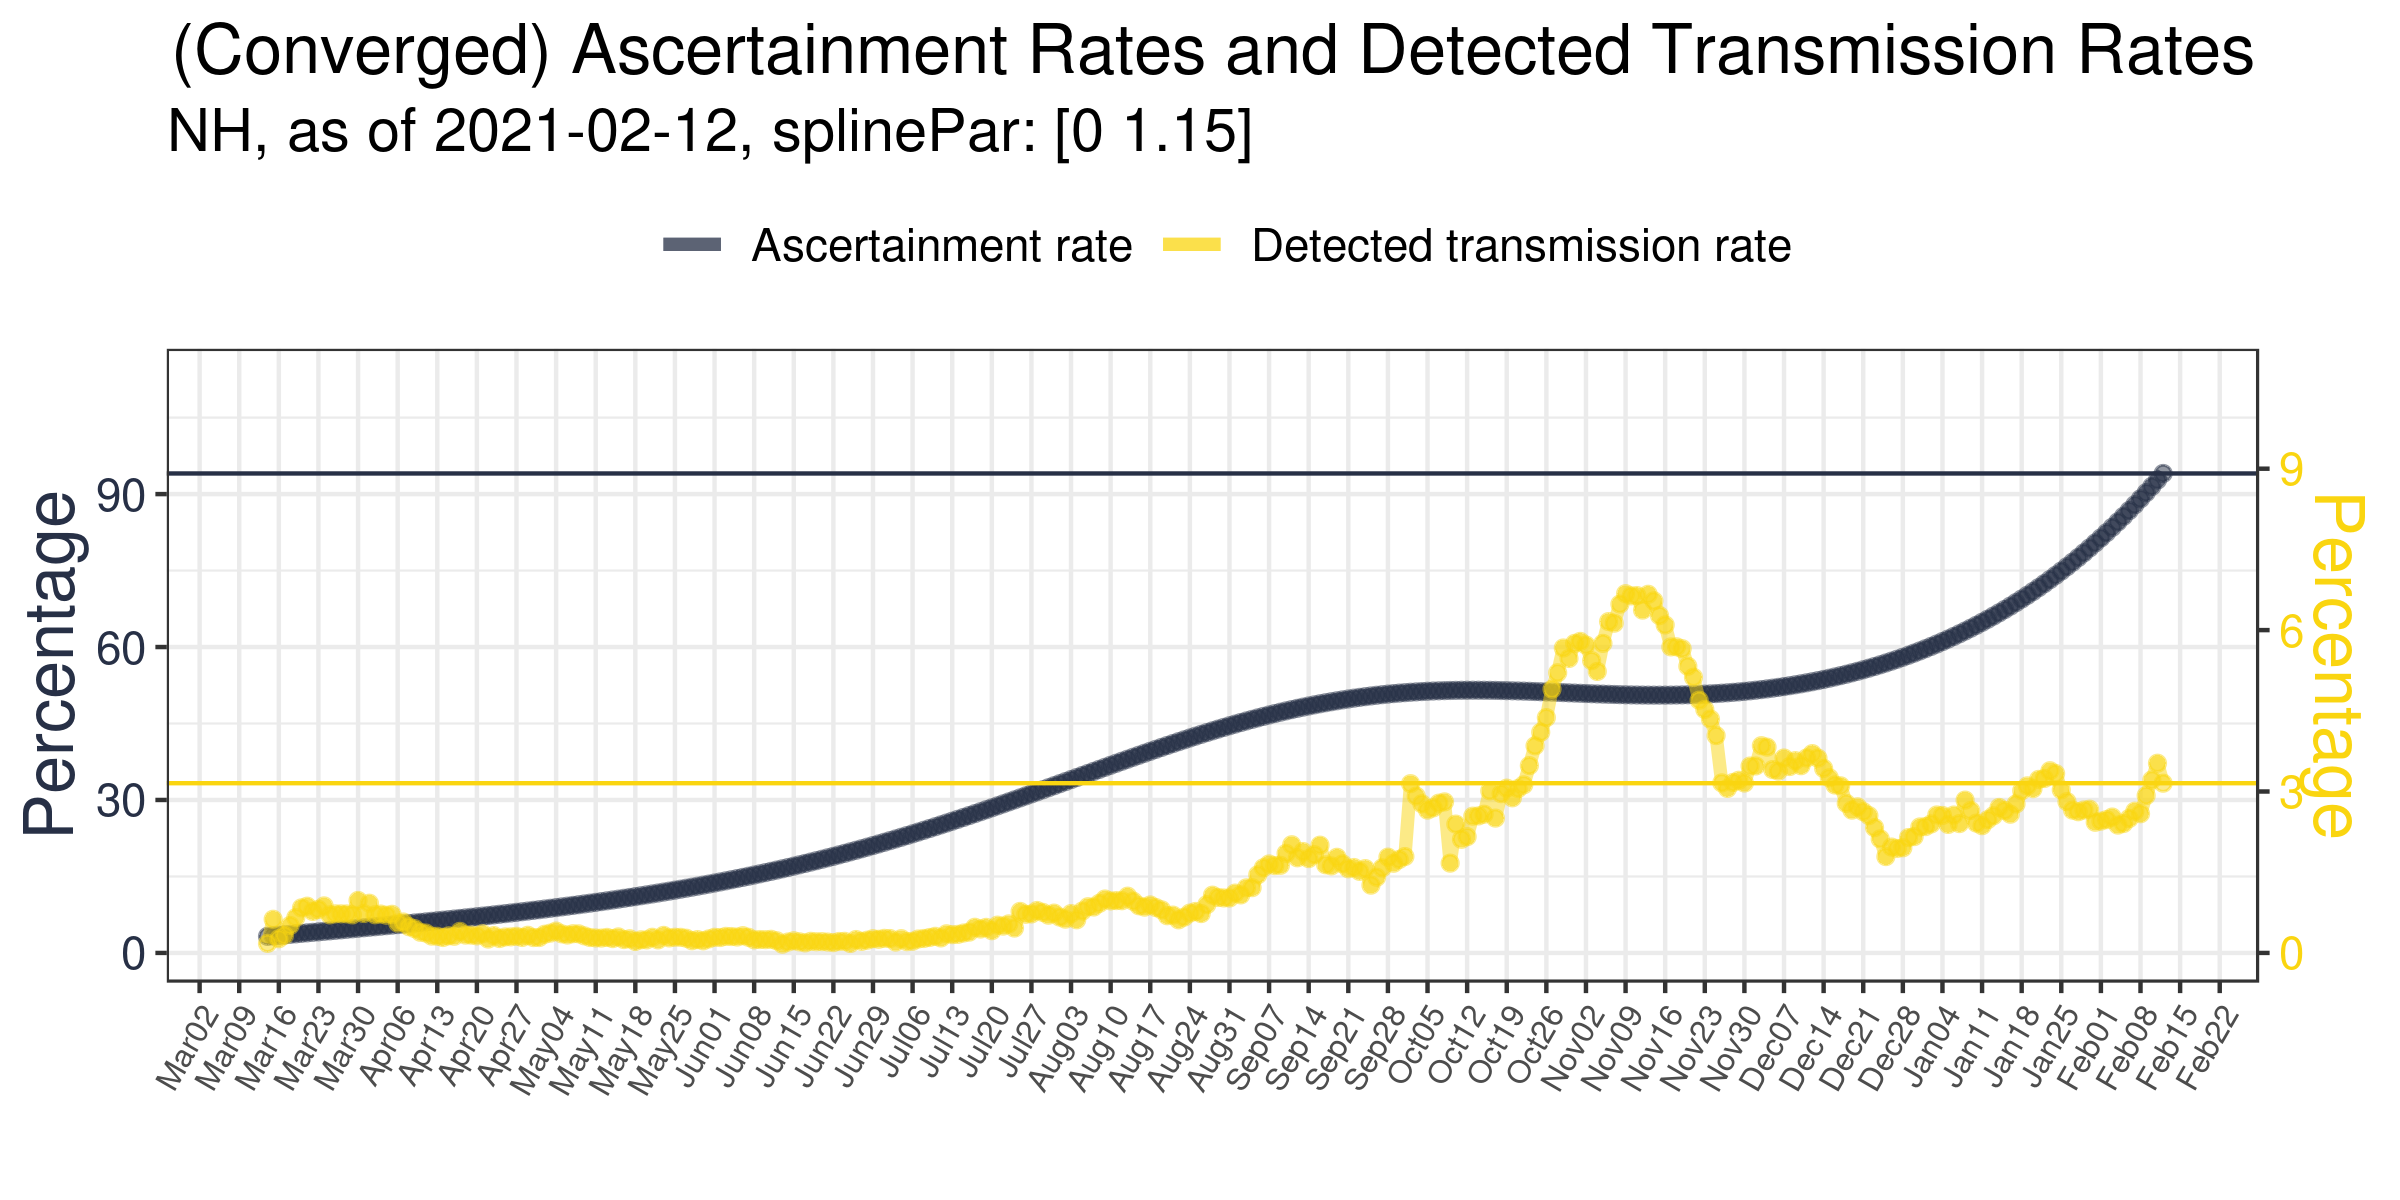 (Converged) Ascertainment Rates and Detected Transmission Rates
NH, as of 2021-02-12, splinePar: [0 1.15]
Ascertainment rate Detected transmission rate
Percentage
90
60
30
0
9
6
3
0
Percentage
Mar02 Mar09 Mar16 Mar23 Mar30 Apr06 Apr13 Apr20 Apr27 May04 May11 May18 May25 Jun01 Jun08 Jun15 Jun22 Jun29 Jul06 Jul13 Jul20 Jul27 Aug03 Aug10 Aug17 Aug24 Aug31 Sep07 Sep14 Sep21 Sep28 Oct05 Oct12 Oct19 Oct26 Nov02 Nov09 Nov16 Nov23 Nov30 Dec07 Dec14 Dec21 Dec28 Jan04 Jan11 Jan18 Jan25 Feb01 Feb08 Feb15 Feb22